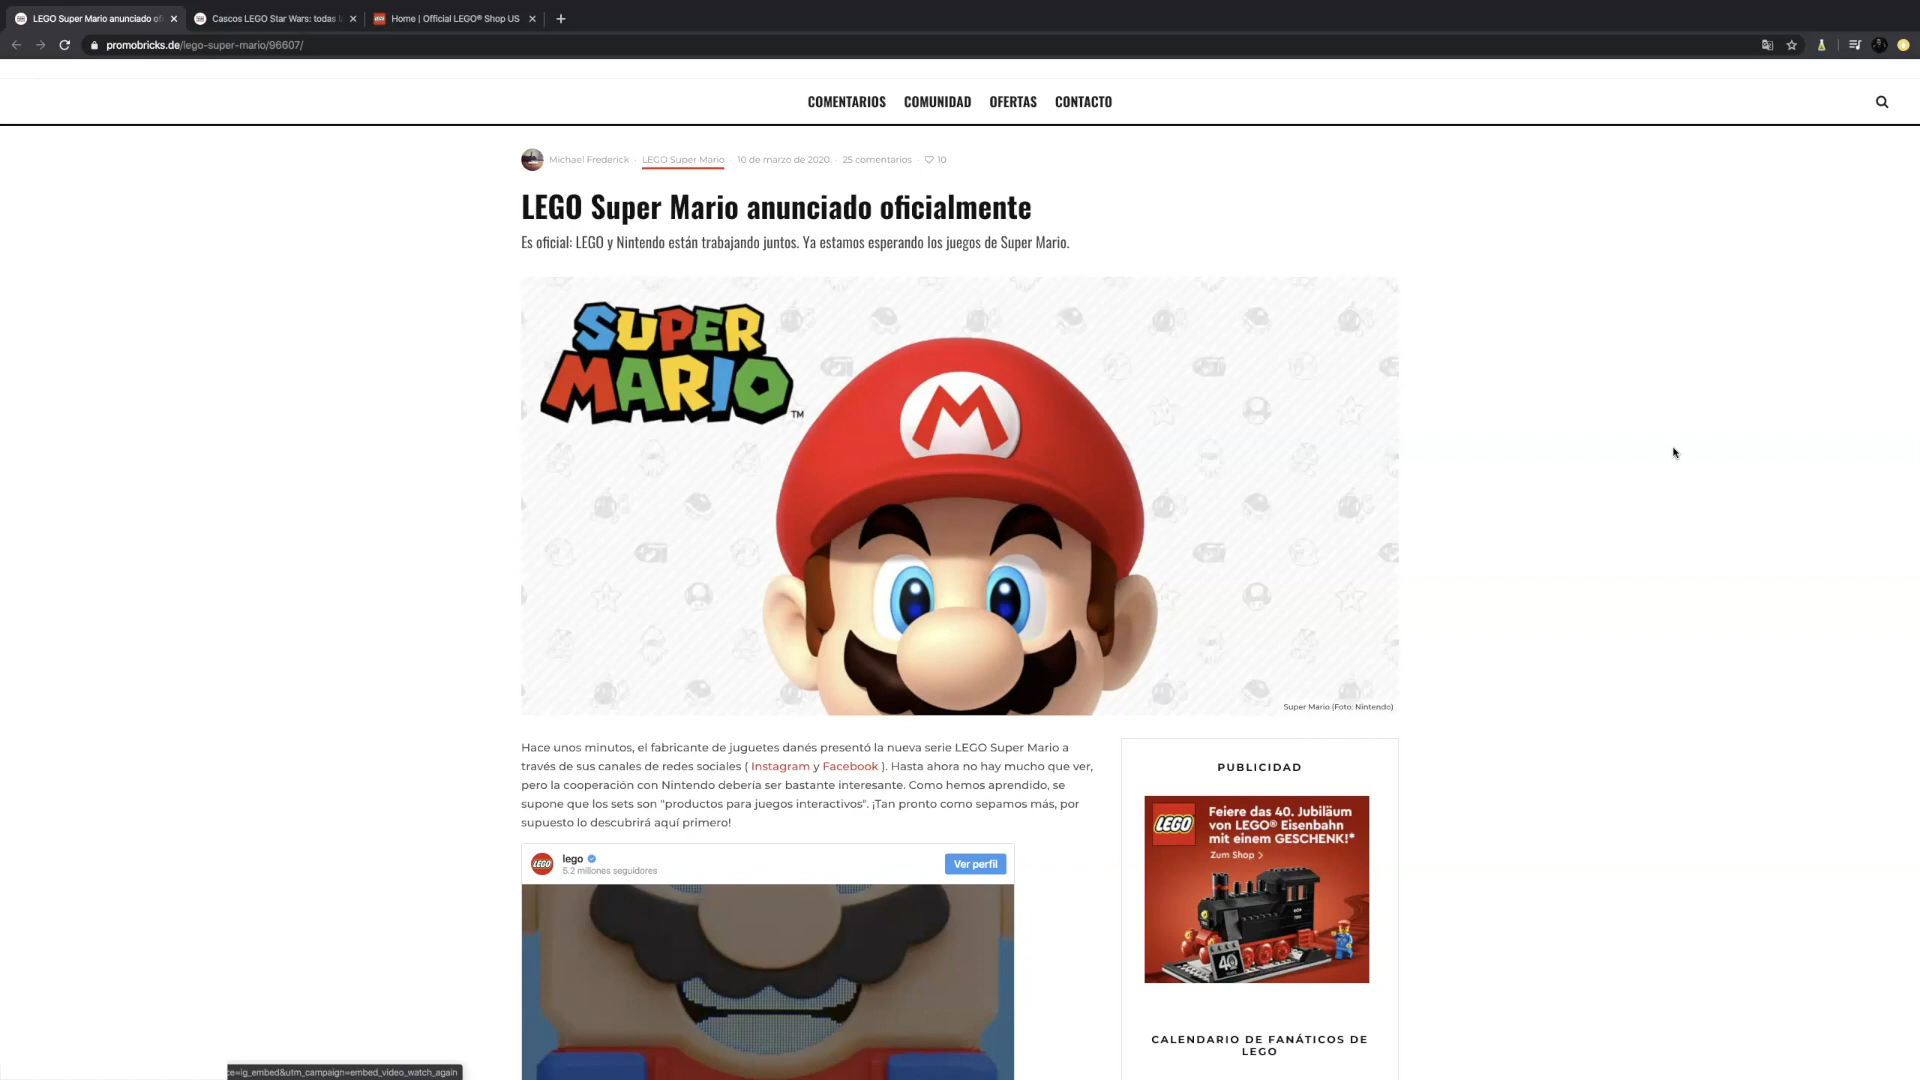 LEGO Super Mario anunciado of
Cascos LEGO Star Wars: todas l
Home | Official LEGO® Shop US
promobricks.de/lego-super-mario/96607/
COMENTARIOS COMUNIDAD OFERTAS CONTACTO
Michael Frederick · LEGO Super Mario · 10 de marzo de 2020 · 25 comentarios · 10
LEGO Super Mario anunciado oficialmente
Es oficial: LEGO y Nintendo están trabajando juntos. Ya estamos esperando los juegos de Super Mario.
SUPER
MARIO™
M
Super Mario (Foto: Nintendo)
Hace unos minutos, el fabricante de juguetes danés presentó la nueva serie LEGO Super Mario a
través de sus canales de redes sociales ( Instagram y Facebook ). Hasta ahora no hay mucho que ver,
pero la cooperación con Nintendo debería ser bastante interesante. Como hemos aprendido, se
supone que los sets son "productos para juegos interactivos". ¡Tan pronto como sepamos más, por
supuesto lo descubrirá aquí primero!
lego
5.2 millones seguidores
Ver perfil
PUBLICIDAD
LEGO
Feiere das 40. Jubiläum
von LEGO® Eisenbahn
mit einem GESCHENK!*
Zum Shop >
40
CALENDARIO DE FANÁTICOS DE
LEGO
ce=ig_embed&utm_campaign=embed_video_watch_again